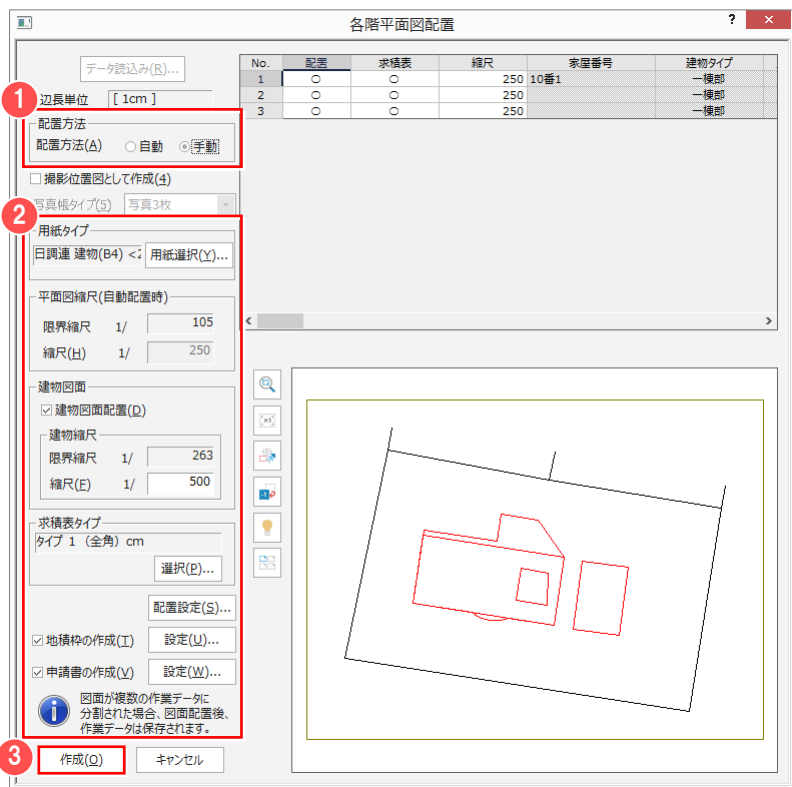 各階平面図配置
? ×
データ読込み(R)...
1
辺長単位 [ 1cm ]
配置方法
配置方法(A) 自動 手動
撮影位置図として作成(4)
写真帳タイプ(5) 写真3枚
2
用紙タイプ
日調連 建物(B4) 用紙選択(Y)...
平面図縮尺(自動配置時)
限界縮尺 1/ 105
縮尺(H) 1/ 250
建物図面
建物図面配置(D)
建物縮尺
限界縮尺 1/ 263
縮尺(F) 1/ 500
求積表タイプ
タイプ 1 (全角) cm
選択(P)...
配置設定(S)...
地積枠の作成(T) 設定(U)...
申請書の作成(V) 設定(W)...
図面が複数の作業データに
分割された場合、図面配置後、
作業データは保存されます。
3
作成(O) キャンセル
No. 配置 求積表 縮尺 家屋番号 建物タイプ
1 ○ ○ 250 10番1 一棟部
2 ○ ○ 250 一棟部
3 ○ ○ 250 一棟部